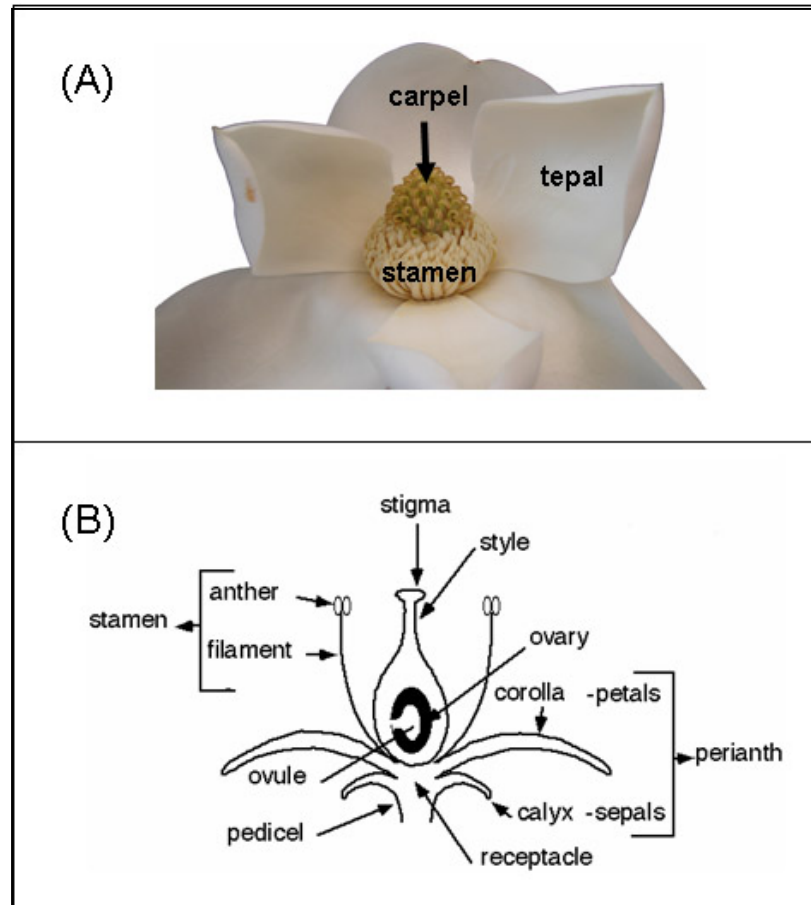 (A)
carpel
tepal
stamen
(B)
stigma
style
anther
stamen
filament
ovary
corolla -petals
perianth
ovule
calyx -sepals
pedicel
receptacle